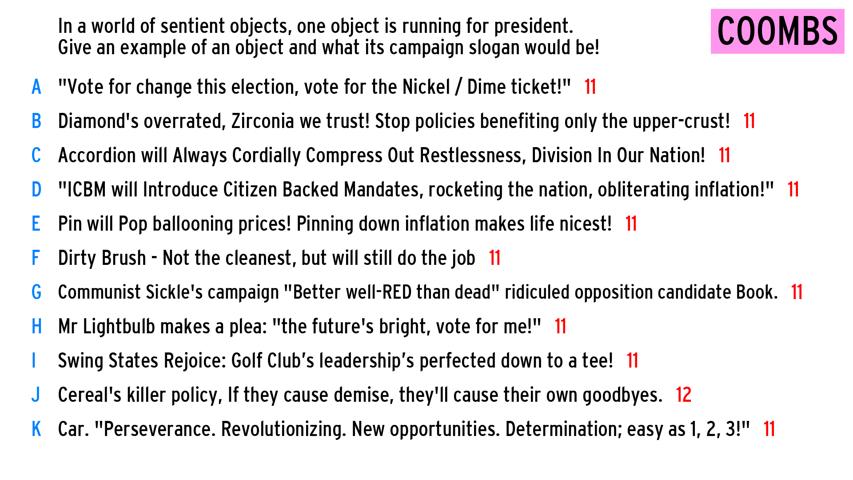 In a world of sentient objects, one object is running for president.
Give an example of an object and what its campaign slogan would be!
COOMBS
A "Vote for change this election, vote for the Nickel / Dime ticket!" 11
B Diamond's overrated, Zirconia we trust! Stop policies benefiting only the upper-crust! 11
C Accordion will Always Cordially Compress Out Restlessness, Division In Our Nation! 11
D "ICBM will Introduce Citizen Backed Mandates, rocketing the nation, obliterating inflation!" 11
E Pin will Pop ballooning prices! Pinning down inflation makes life nicest! 11
F Dirty Brush - Not the cleanest, but will still do the job 11
G Communist Sickle's campaign "Better well-RED than dead" ridiculed opposition candidate Book. 11
H Mr Lightbulb makes a plea: "the future's bright, vote for me!" 11
I Swing States Rejoice: Golf Club's leadership's perfected down to a tee! 11
J Cereal's killer policy, If they cause demise, they'll cause their own goodbyes. 12
K Car. "Perseverance. Revolutionizing. New opportunities. Determination; easy as 1, 2, 3!" 11